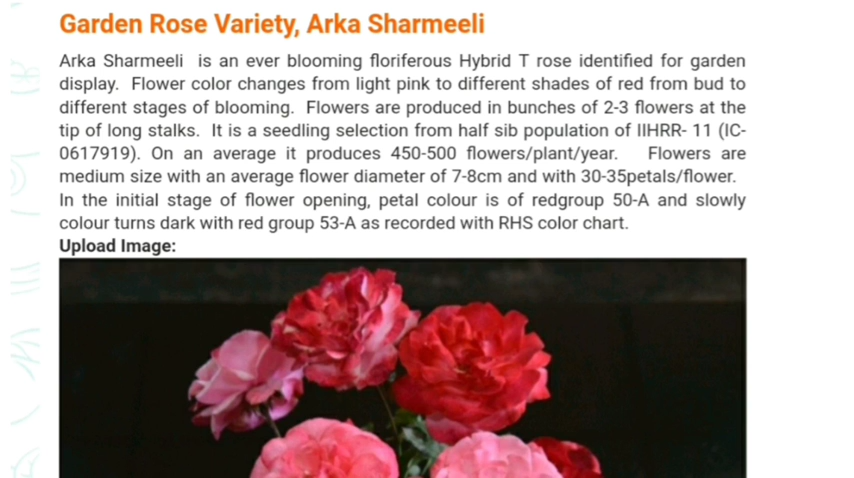 Garden Rose Variety, Arka Sharmeeli
Arka Sharmeeli is an ever blooming floriferous Hybrid T rose identified for garden
display. Flower color changes from light pink to different shades of red from bud to
different stages of blooming. Flowers are produced in bunches of 2-3 flowers at the
tip of long stalks. It is a seedling selection from half sib population of IIHRR- 11 (IC-
0617919). On an average it produces 450-500 flowers/plant/year. Flowers are
medium size with an average flower diameter of 7-8cm and with 30-35petals/flower.
In the initial stage of flower opening, petal colour is of redgroup 50-A and slowly
colour turns dark with red group 53-A as recorded with RHS color chart.
Upload Image: